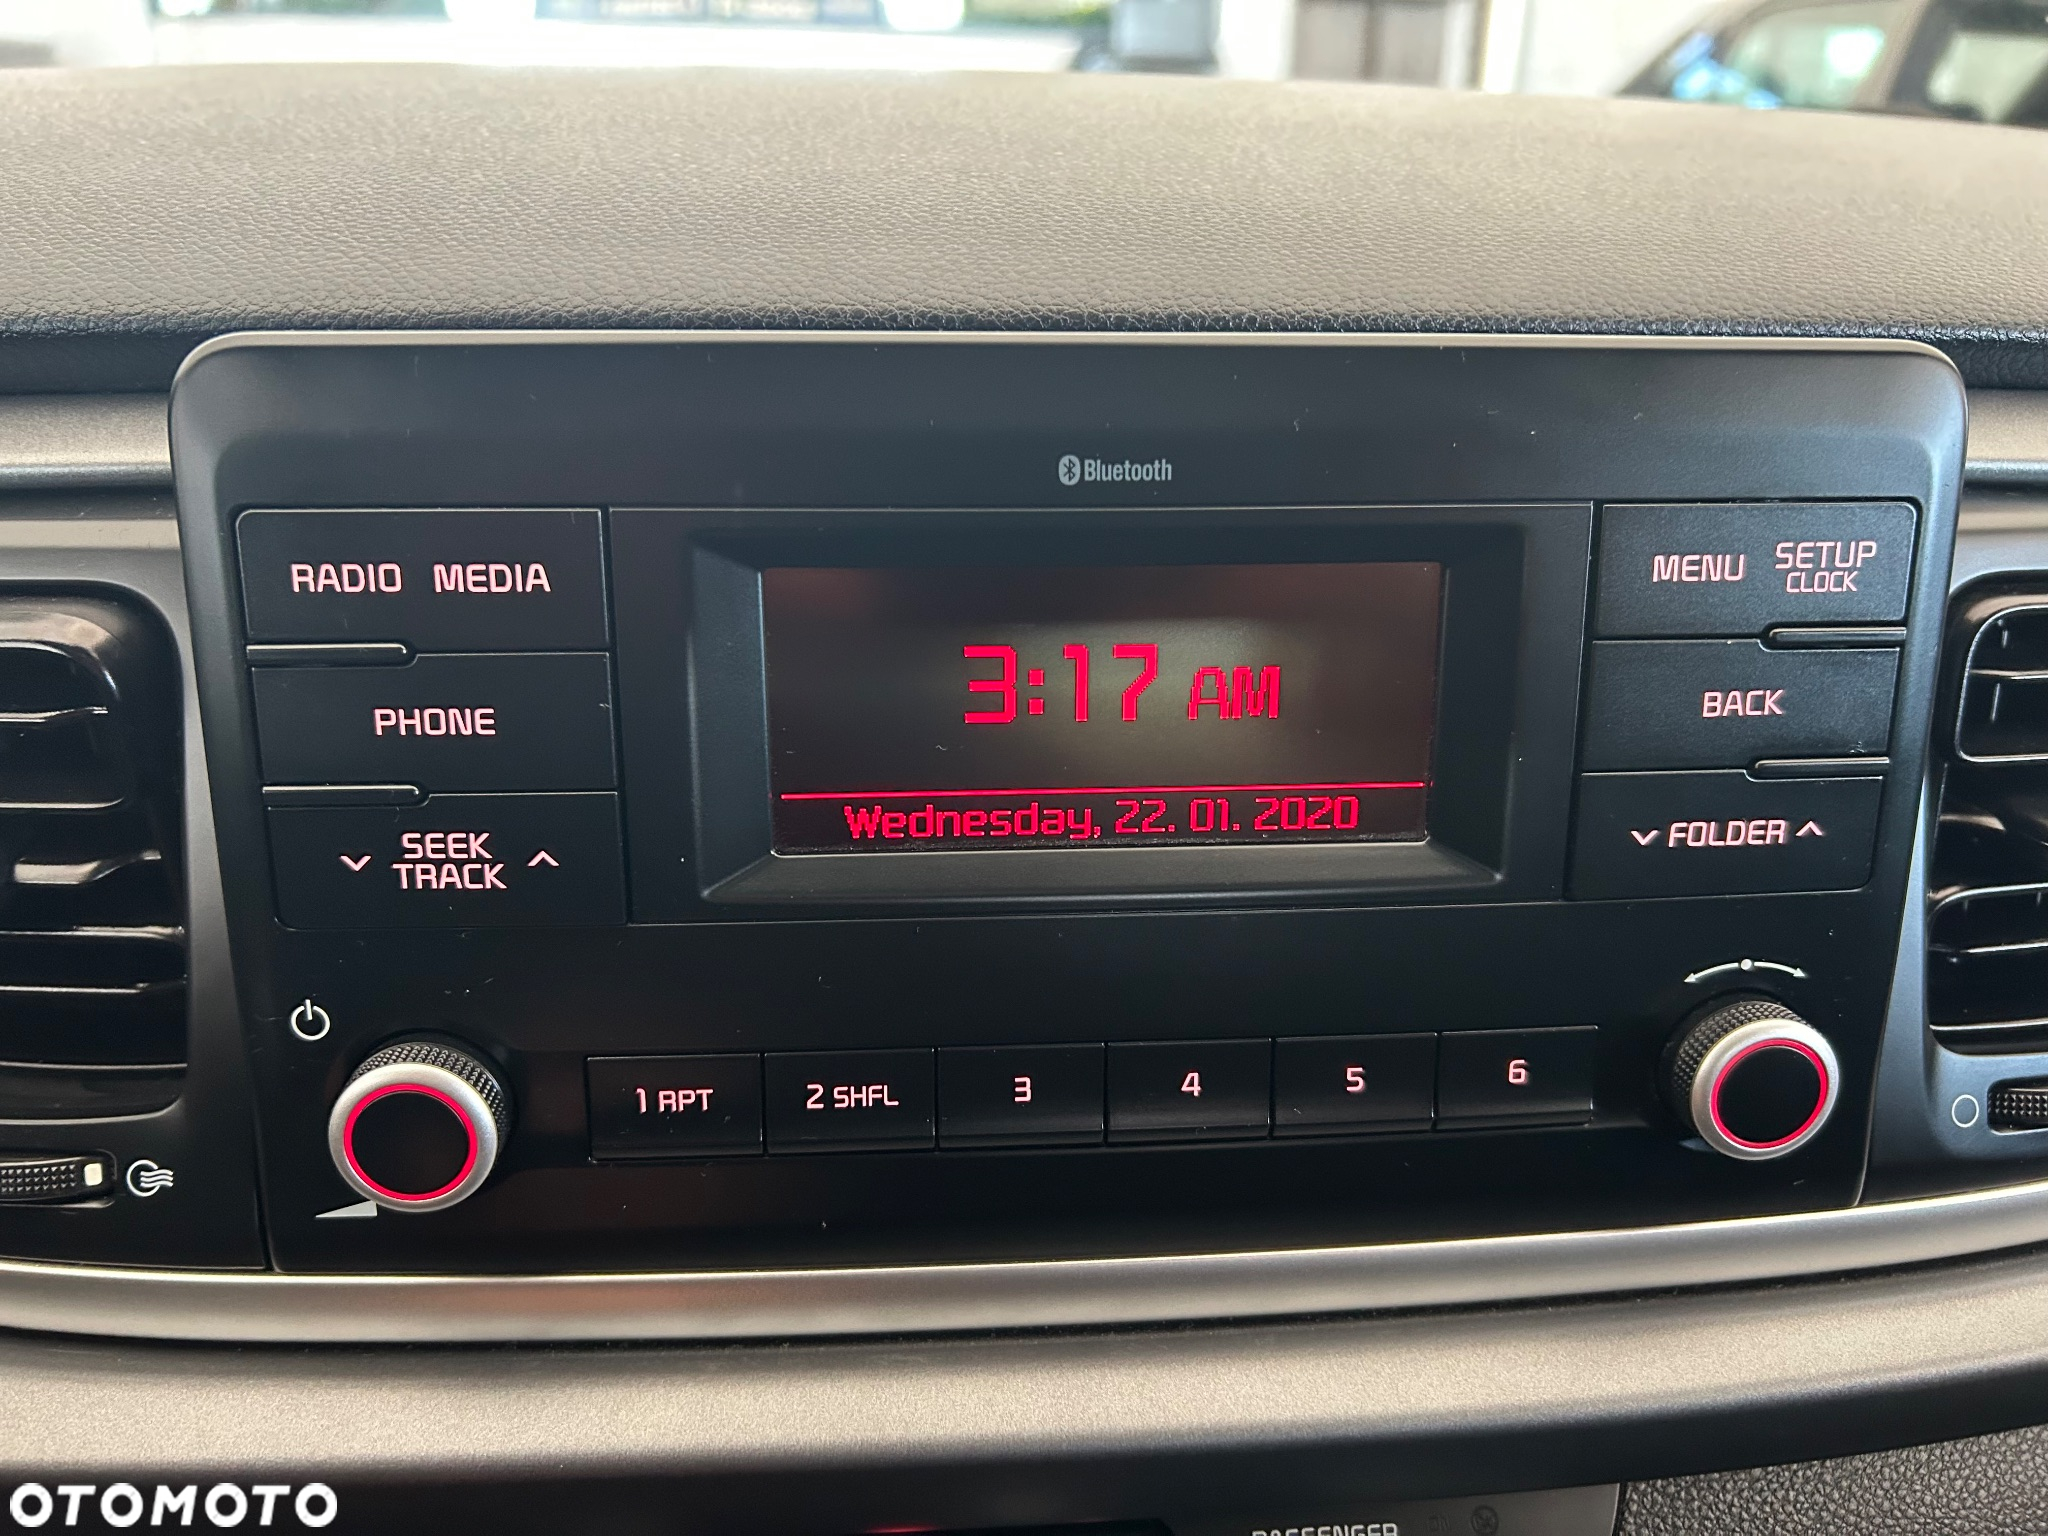 Bluetooth
RADIO MEDIA
MENU SETUP
CLOCK
3:17 AM
PHONE
BACK
Wednesday, 22. 01. 2020
SEEK
TRACK
FOLDER
1 RPT
2 SHFL
3
4
5
6
OTOMOTO
PASSENGER